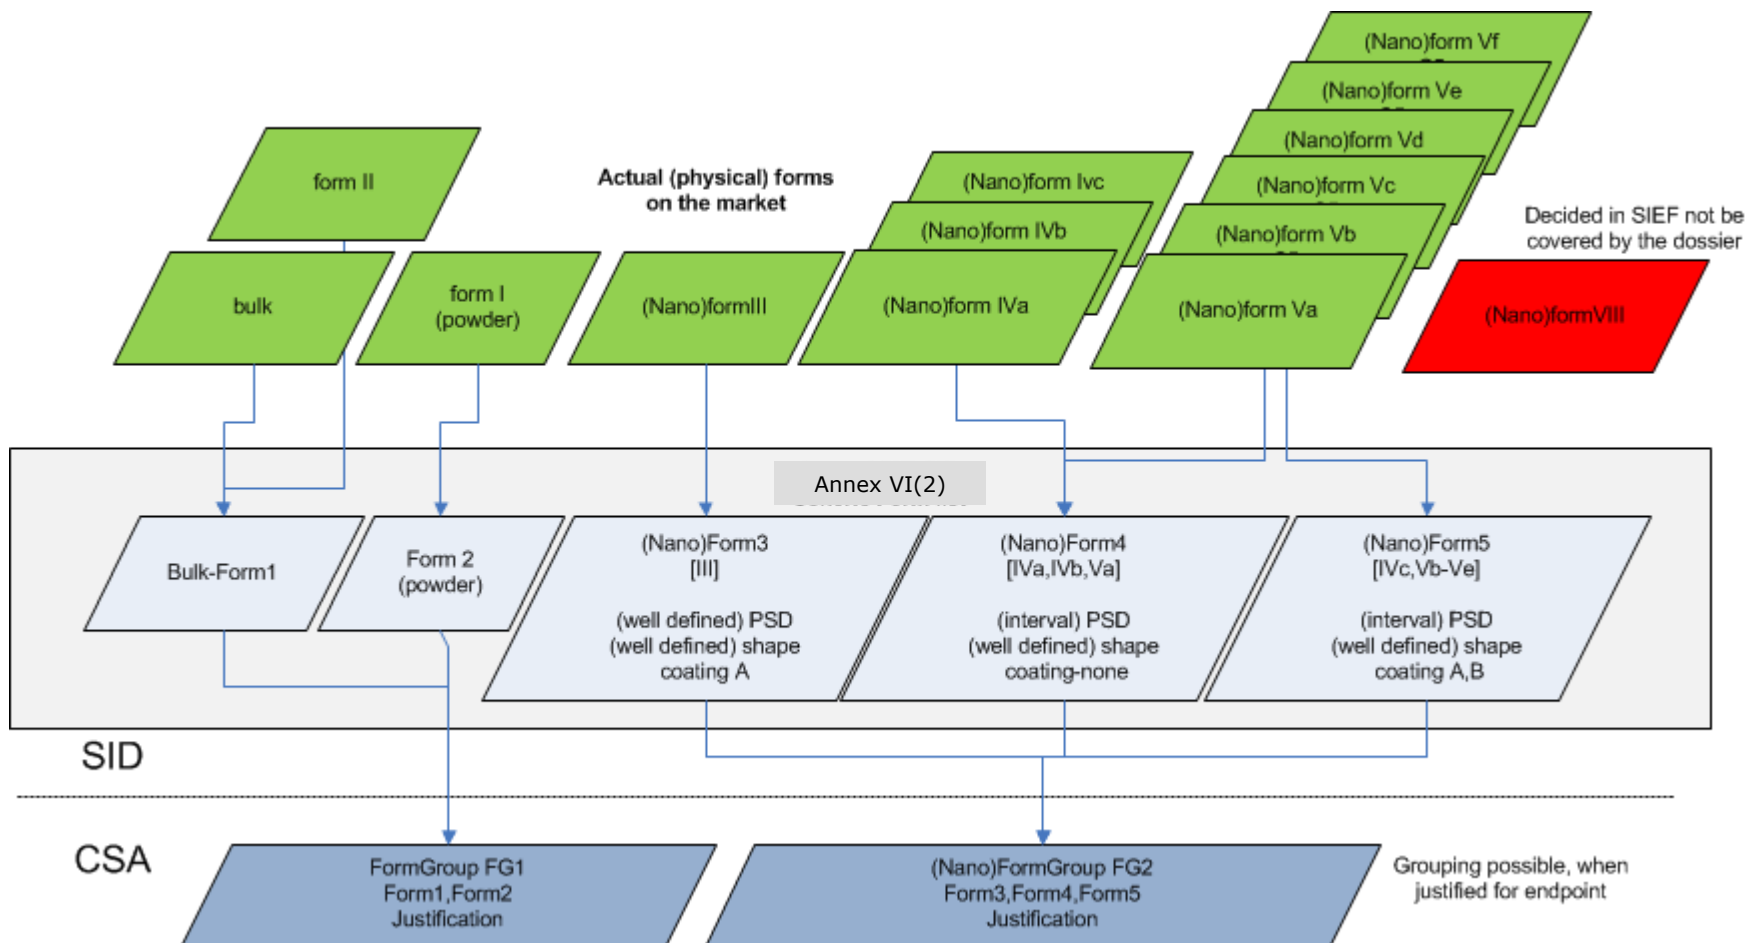 (Nano)form Vf
(Nano)form Ve
(Nano)form Vd
(Nano)form Vc
(Nano)form Vb
(Nano)form Va
form II
Actual (physical) forms
on the market
(Nano)form Ivc
(Nano)form IVb
(Nano)form IVa
Decided in SIEF not be
covered by the dossier
bulk
form I
(powder)
(Nano)formIII
(Nano)formVIII
Annex VI(2)
Bulk-Form1
Form 2
(powder)
(Nano)Form3
[III]
(well defined) PSD
(well defined) shape
coating A
(Nano)Form4
[IVa,IVb,Va]
(interval) PSD
(well defined) shape
coating-none
(Nano)Form5
[IVc,Vb-Ve]
(interval) PSD
(well defined) shape
coating A,B
SID
CSA
FormGroup FG1
Form1,Form2
Justification
(Nano)FormGroup FG2
Form3,Form4,Form5
Justification
Grouping possible, when
justified for endpoint